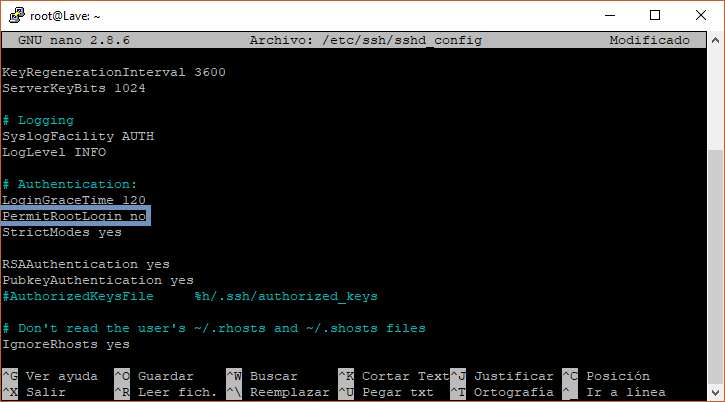 root@Lave: ~
GNU nano 2.8.6 Archivo: /etc/ssh/sshd_config Modificado
KeyRegenerationInterval 3600
ServerKeyBits 1024
# Logging
SyslogFacility AUTH
LogLevel INFO
# Authentication:
LoginGraceTime 120
PermitRootLogin no
StrictModes yes
RSAAuthentication yes
PubkeyAuthentication yes
#AuthorizedKeysFile %h/.ssh/authorized_keys
# Don't read the user's ~/.rhosts and ~/.shosts files
IgnoreRhosts yes
^G Ver ayuda ^O Guardar ^W Buscar ^K Cortar Text ^J Justificar ^C Posición
^X Salir ^R Leer fich. ^\ Reemplazar ^U Pegar txt ^T Ortografía ^_ Ir a línea